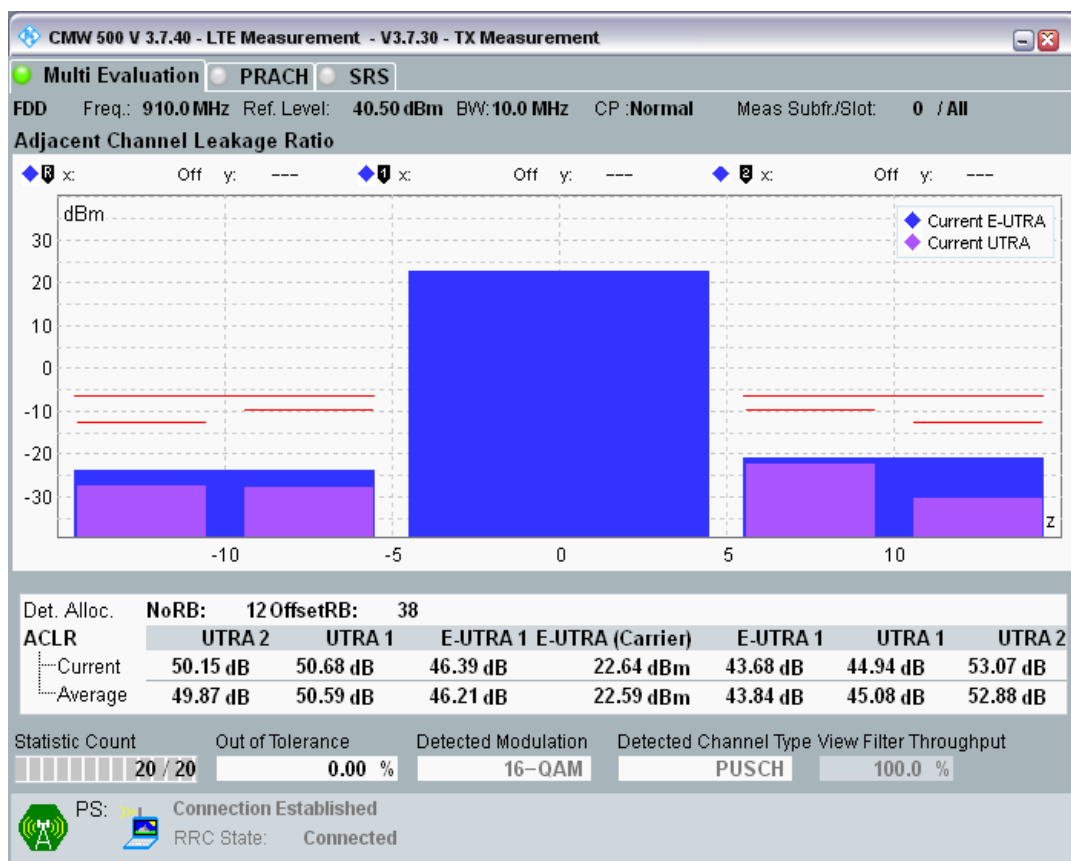 CMW 500 V 3.7.40 - LTE Measurement - V3.7.30 - TX Measurement
Multi Evaluation PRACH SRS
FDD Freq.: 910.0 MHz Ref. Level: 40.50 dBm BW: 10.0 MHz CP :Normal Meas Subfr./Slot: 0 / All
Adjacent Channel Leakage Ratio
R x: Off y: --- 1 x: Off y: --- 2 x: Off y: ---
dBm
Current E-UTRA
Current UTRA
30
20
10
0
-10
-20
-30
z
-10 -5 0 5 10
Det. Alloc. NoRB: 12 OffsetRB: 38
ACLR UTRA 2 UTRA 1 E-UTRA 1 E-UTRA (Carrier) E-UTRA 1 UTRA 1 UTRA 2
Current 50.15 dB 50.68 dB 46.39 dB 22.64 dBm 43.68 dB 44.94 dB 53.07 dB
Average 49.87 dB 50.59 dB 46.21 dB 22.59 dBm 43.84 dB 45.08 dB 52.88 dB
Statistic Count Out of Tolerance Detected Modulation Detected Channel Type View Filter Throughput
20 / 20 0.00 % 16-QAM PUSCH 100.0 %
PS: Connection Established
RRC State: Connected